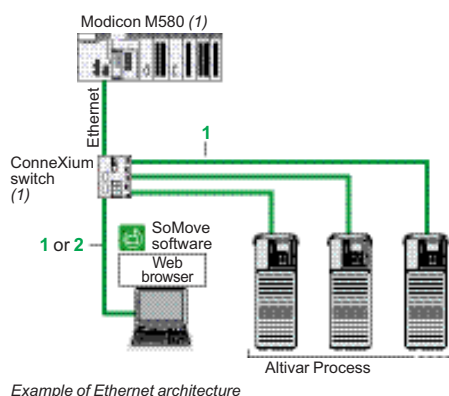 Modicon M580 (1)
Ethernet
1
ConneXium
switch
(1)
1 or 2
SoMove
software
Web
browser
Altivar Process
Example of Ethernet architecture